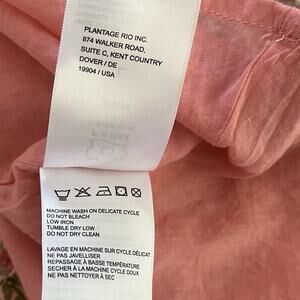 PLANTAGE RIO INC.
874 WALKER ROAD,
SUITE C, KENT COUNTRY
DOVER / DE
19904 / USA
FARM
MACHINE WASH ON DELICATE CYCLE
DO NOT BLEACH
LOW IRON
TUMBLE DRY LOW
DO NOT DRY CLEAN
LAVAGE EN MACHINE SUR CYCLE DÉLICAT
NE PAS JAVELLISER
REPASSAGE À BASSE TEMPÉRATURE
SÉCHER À LA MACHINE CYCLE DOUX
NE PAS NETTOYER À SEC